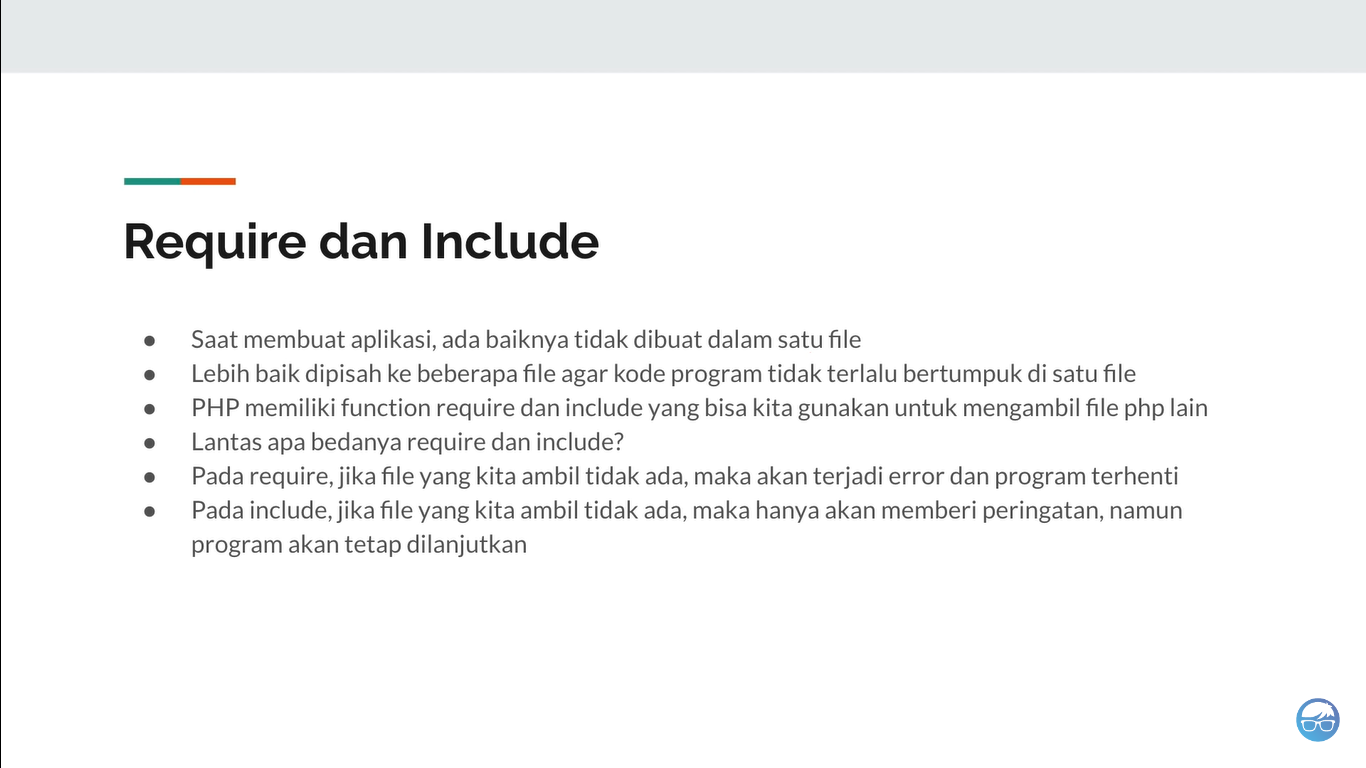 Require dan Include
● Saat membuat aplikasi, ada baiknya tidak dibuat dalam satu file
● Lebih baik dipisah ke beberapa file agar kode program tidak terlalu bertumpuk di satu file
● PHP memiliki function require dan include yang bisa kita gunakan untuk mengambil file php lain
● Lantas apa bedanya require dan include?
● Pada require, jika file yang kita ambil tidak ada, maka akan terjadi error dan program terhenti
● Pada include, jika file yang kita ambil tidak ada, maka hanya akan memberi peringatan, namun
program akan tetap dilanjutkan